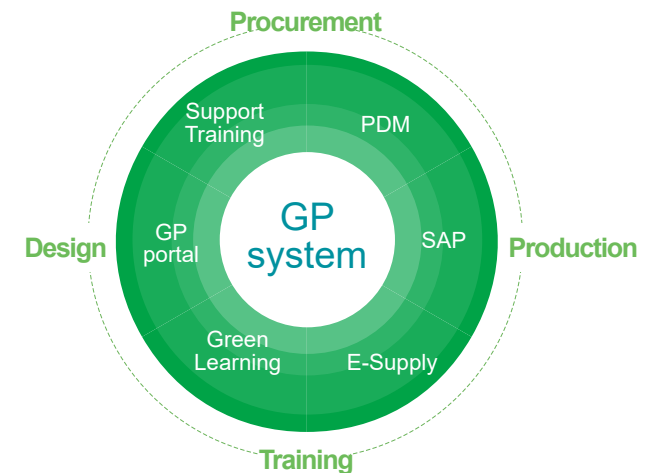 Procurement
Support
Training
PDM
GP
system
GP
portal
SAP
Design
Production
Green
Learning
E-Supply
Training